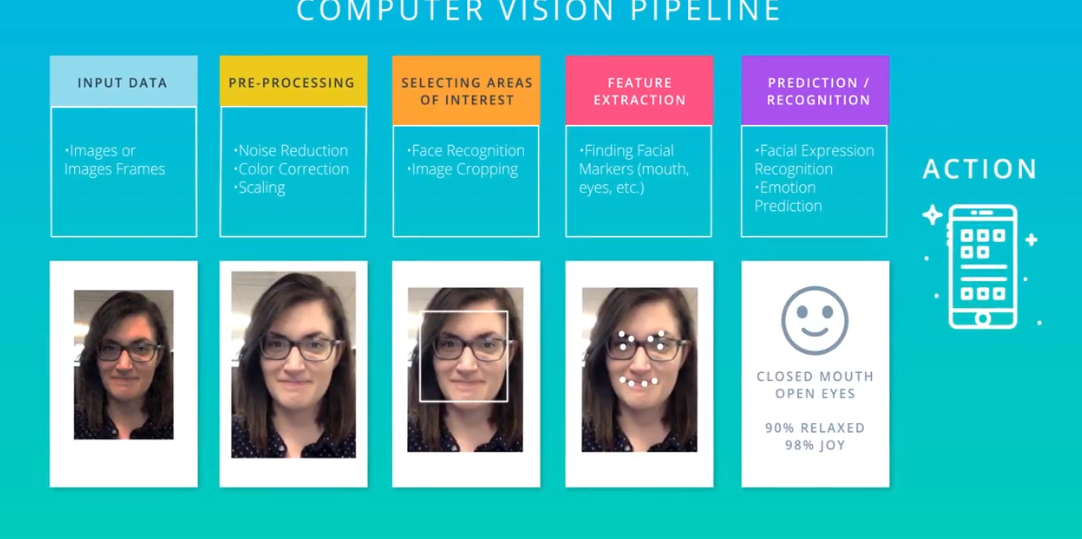 COMPUTER VISION PIPELINE
INPUT DATA
•Images or
Images Frames
PRE-PROCESSING
•Noise Reduction
•Color Correction
•Scaling
SELECTING AREAS
OF INTEREST
•Face Recognition
•Image Cropping
FEATURE
EXTRACTION
•Finding Facial
Markers (mouth,
eyes, etc.)
PREDICTION /
RECOGNITION
•Facial Expression
Recognition
•Emotion
Prediction
ACTION
CLOSED MOUTH
OPEN EYES
90% RELAXED
98% JOY